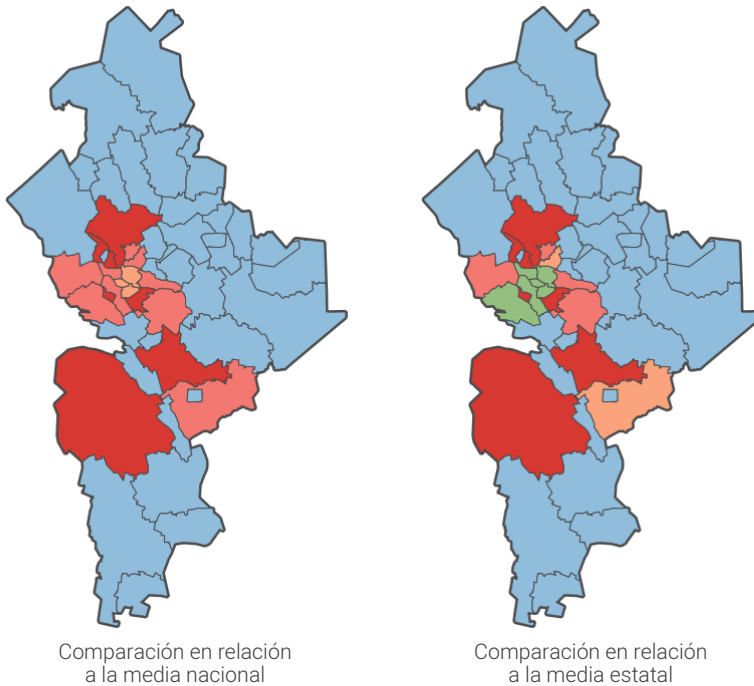 Comparación en relación
a la media nacional
Comparación en relación
a la media estatal